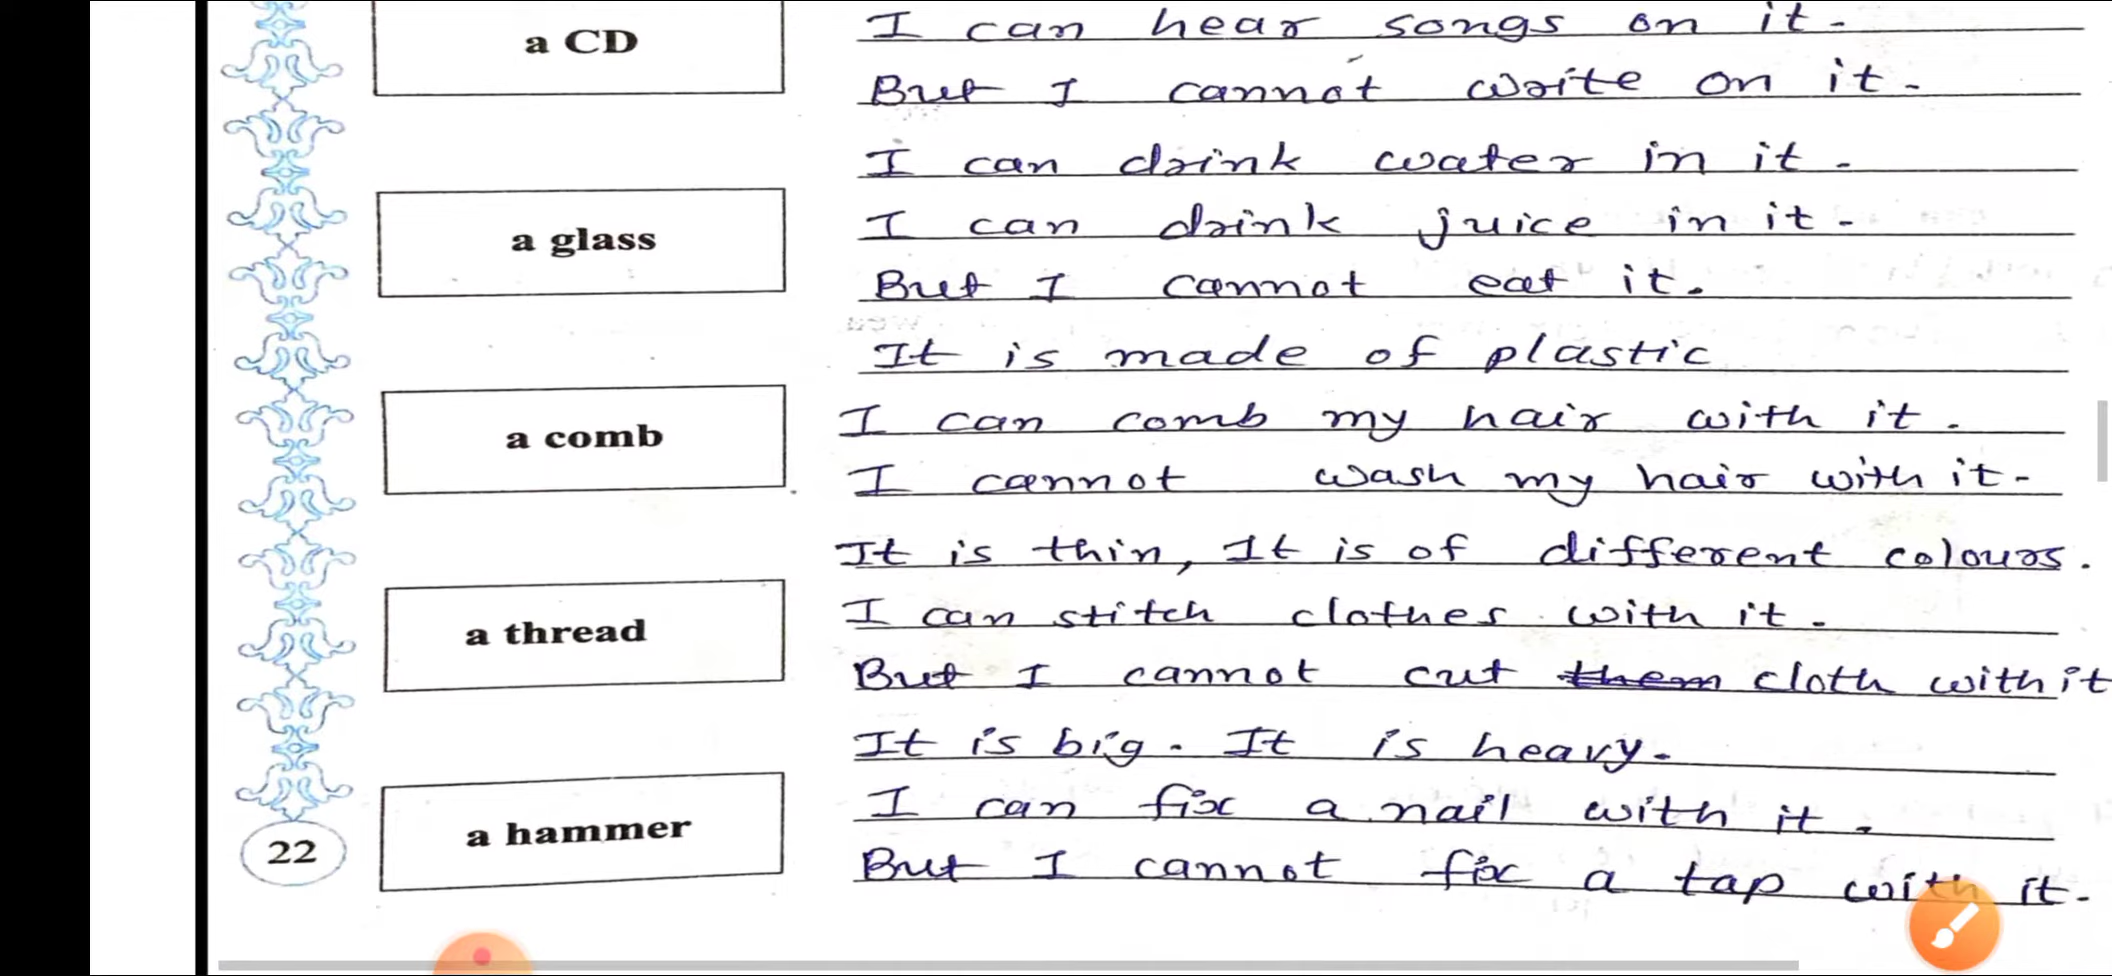 a CD
I can hear songs on it.
But I cannot write on it.
a glass
I can drink water in it.
I can drink juice in it.
But I cannot eat it.
a comb
It is made of plastic
I can comb my hair with it.
I cannot wash my hair with it.
a thread
It is thin, It is of different colours.
I can stitch clothes with it.
But I cannot cut them cloth with it
a hammer
It is big. It is heavy.
I can fix a nail with it.
But I cannot fix a tap with it.
22